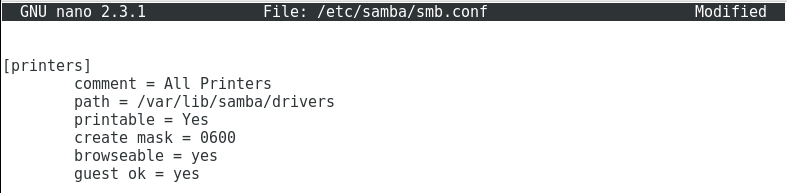 GNU nano 2.3.1 File: /etc/samba/smb.conf Modified
[printers]
comment = All Printers
path = /var/lib/samba/drivers
printable = Yes
create mask = 0600
browseable = yes
guest ok = yes